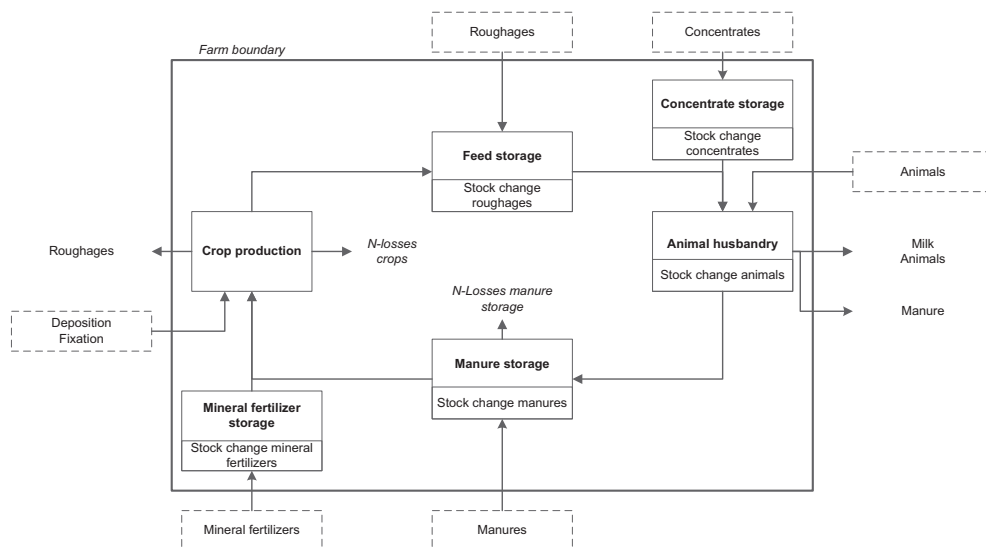 Roughages
Concentrates
Farm boundary
Concentrate storage
Stock change
concentrates
Feed storage
Stock change
roughages
Animals
Roughages
Crop production
N-losses
crops
Animal husbandry
Stock change animals
Milk
Animals
N-Losses manure
storage
Manure
Deposition
Fixation
Manure storage
Stock change manures
Mineral fertilizer
storage
Stock change mineral
fertilizers
Mineral fertilizers
Manures